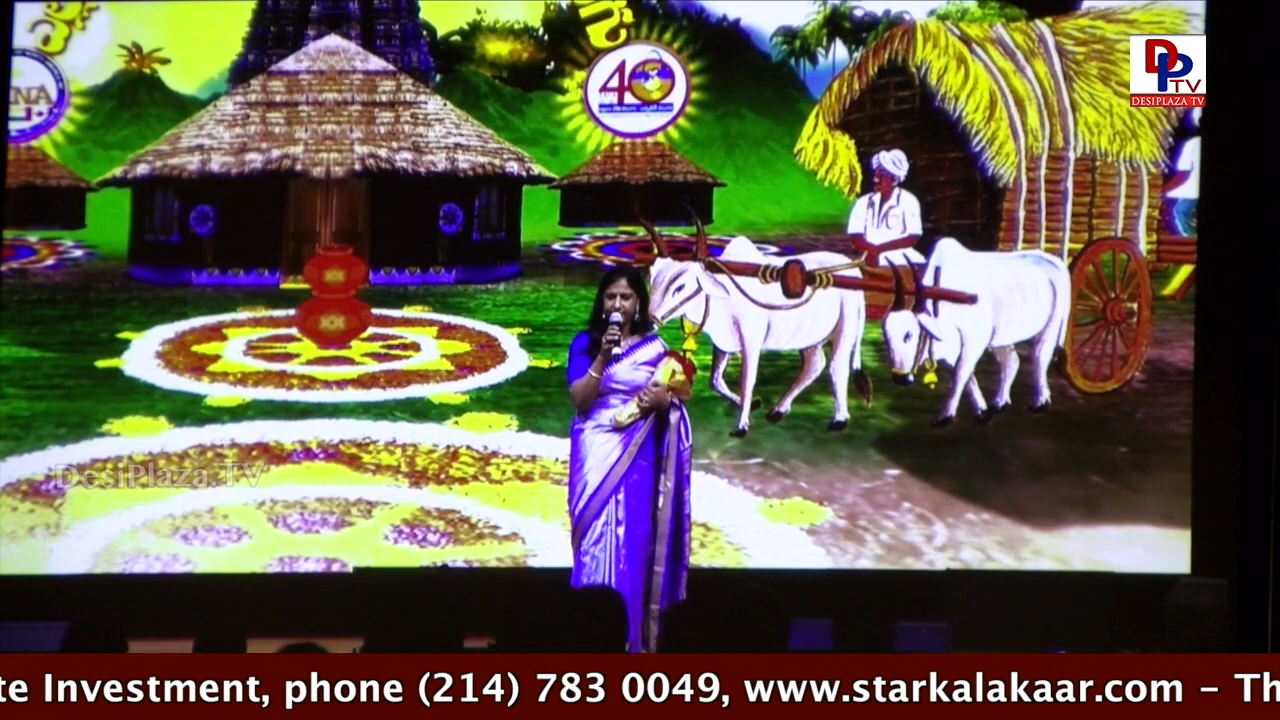 40
DP
TV
DESIPLAZA TV
DesiPlaza.TV
te Investment, phone (214) 783 0049, www.starkalakaar.com – Th